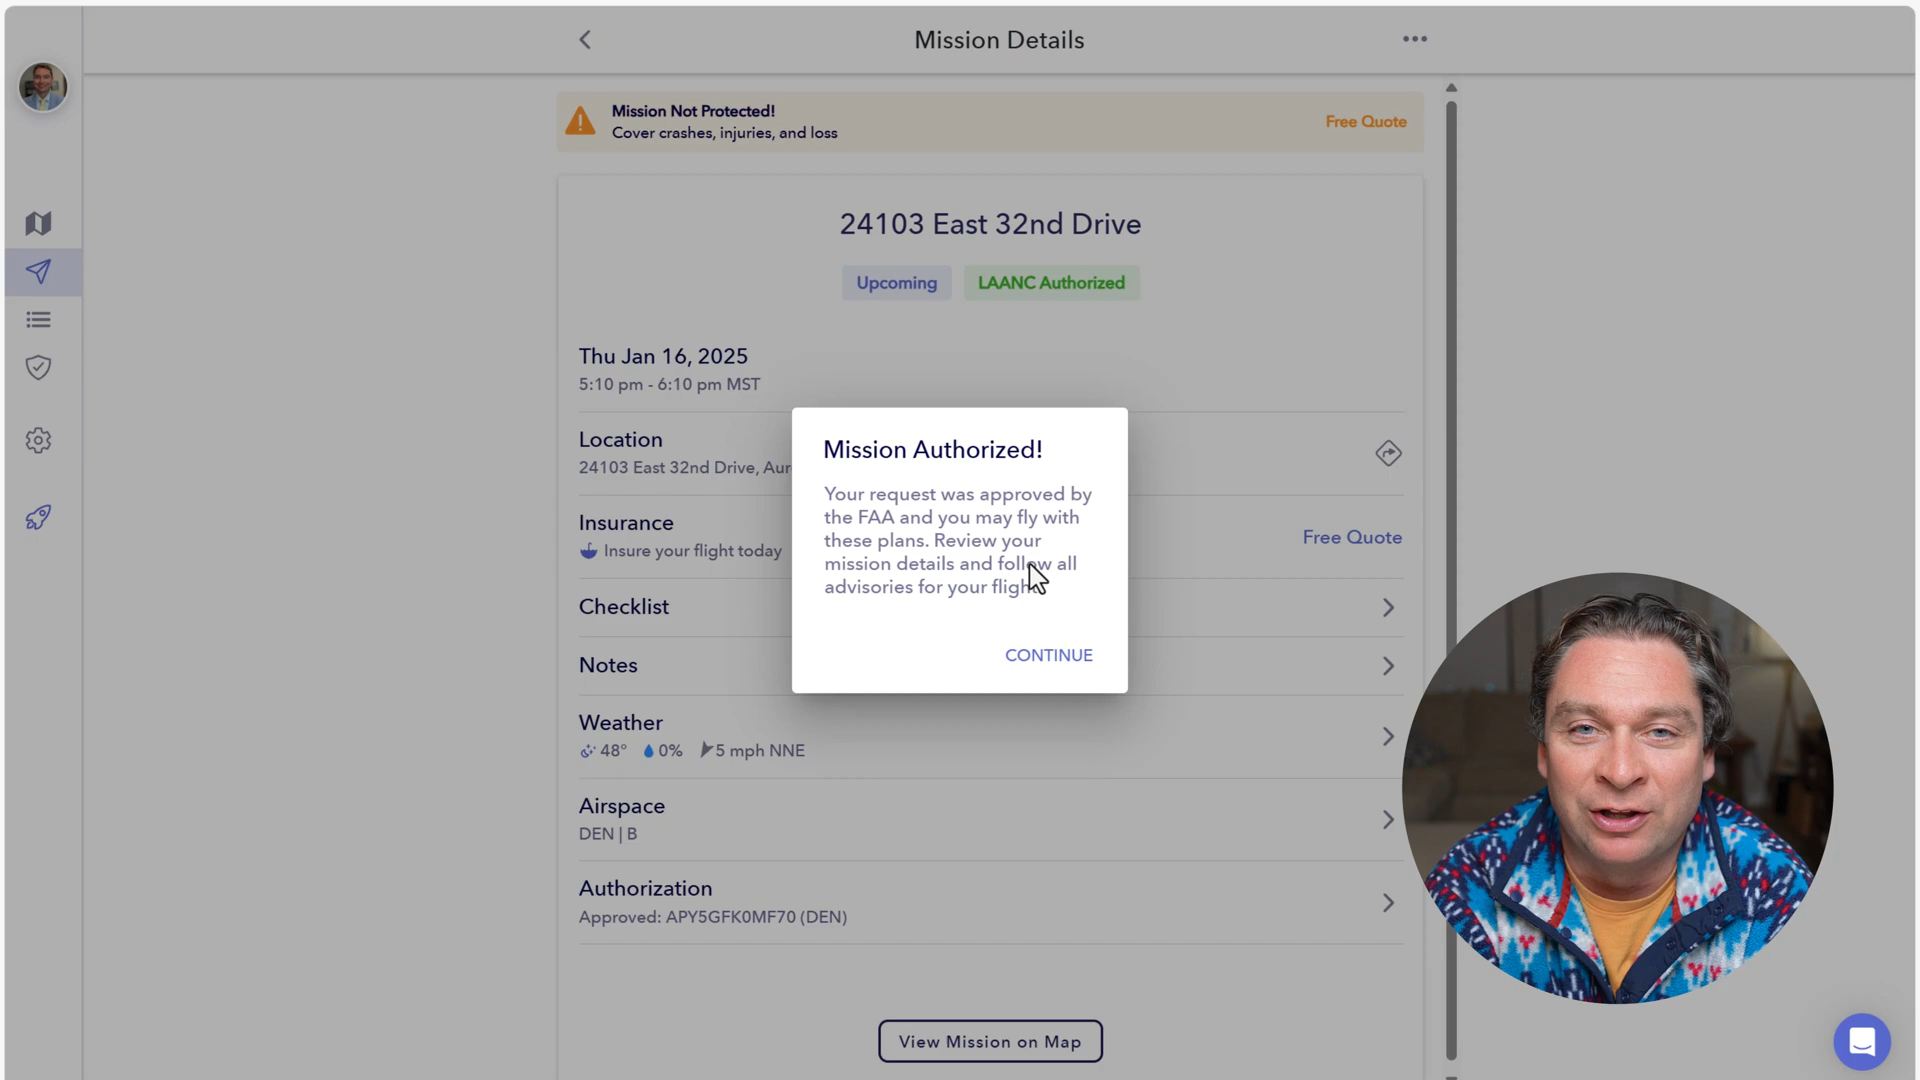 Mission Details
Mission Not Protected!
Cover crashes, injuries, and loss
Free Quote
24103 East 32nd Drive
Upcoming
LAANC Authorized
Thu Jan 16, 2025
5:10 pm - 6:10 pm MST
Location
24103 East 32nd Drive, Aur
Insurance
Insure your flight today
Free Quote
Mission Authorized!
Your request was approved by
the FAA and you may fly with
these plans. Review your
mission details and follow all
advisories for your flight.
CONTINUE
Checklist
Notes
Weather
48° 0% 5 mph NNE
Airspace
DEN | B
Authorization
Approved: APY5GFK0MF70 (DEN)
View Mission on Map